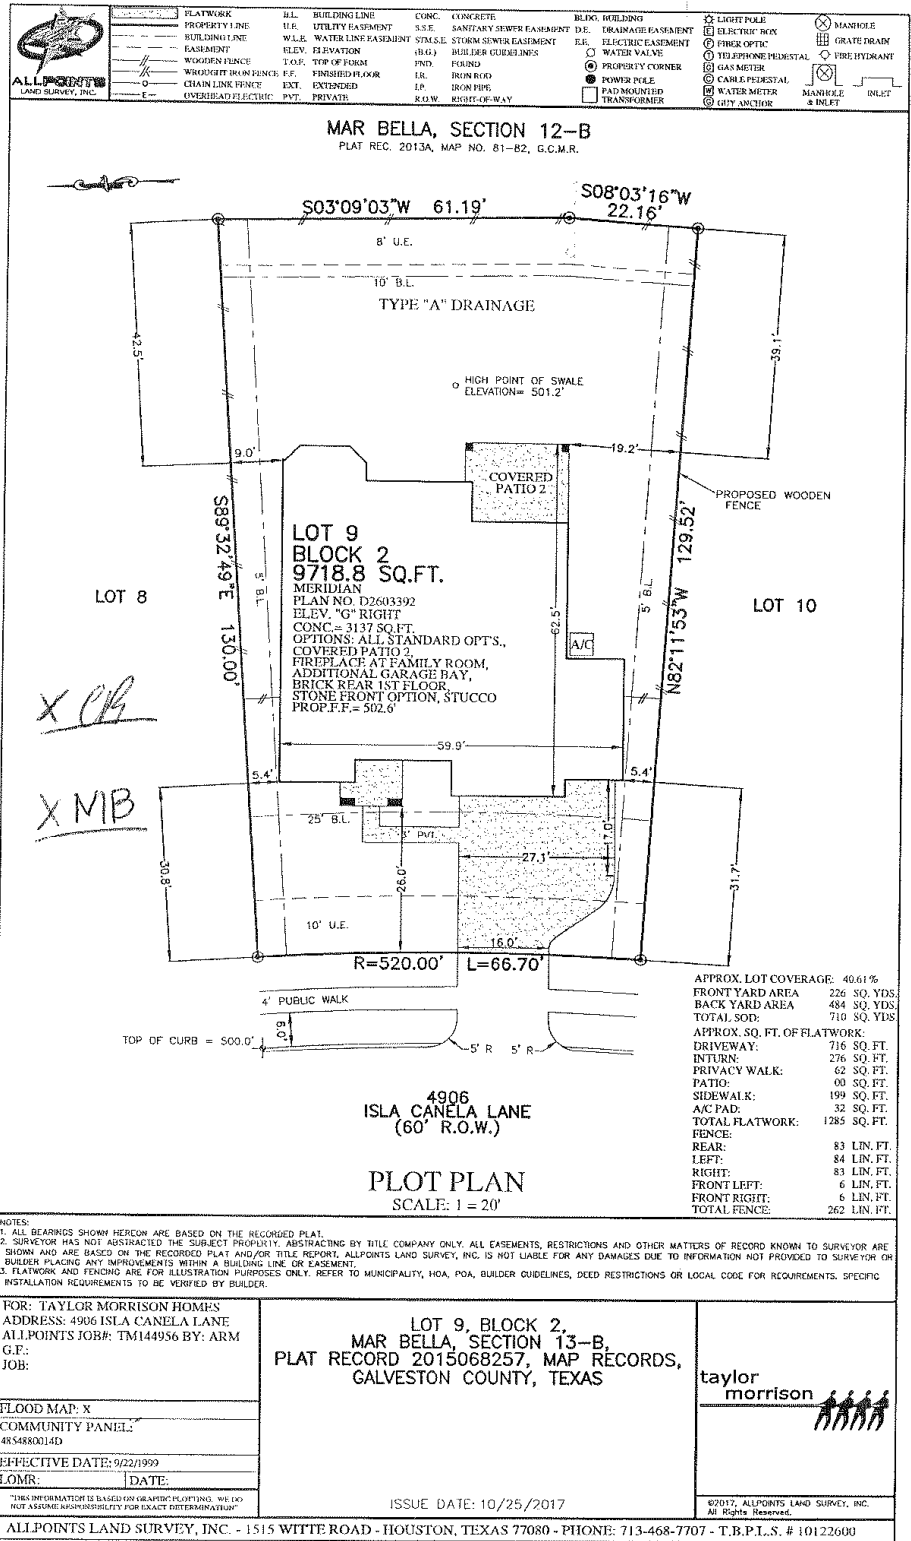 ALLPOINTS
LAND SURVEY, INC.
FLATWORK
PROPERTY LINE
BUILDING LINE
EASEMENT
WOODEN FENCE
WROUGHT IRON FENCE
CHAIN LINK FENCE
OVERHEAD ELECTRIC
B.L. BUILDING LINE
U.E. UTILITY EASEMENT
W.L.E. WATER LINE EASEMENT
ELEV. ELEVATION
T.O.F. TOP OF FORM
F.F. FINISHED FLOOR
EXT. EXTENDED
PVT. PRIVATE
CONC. CONCRETE
S.S.E. SANITARY SEWER EASEMENT
STM.S.E. STORM SEWER EASEMENT
(B.G.) BUILDER GUIDELINES
FND. FOUND
I.R. IRON ROD
I.P. IRON PIPE
R.O.W. RIGHT-OF-WAY
BLDG. BUILDING
D.E. DRAINAGE EASEMENT
E.E. ELECTRIC EASEMENT
WATER VALVE
PROPERTY CORNER
POWER POLE
PAD MOUNTED
TRANSFORMER
LIGHT POLE
E ELECTRIC BOX
F FIBER OPTIC
T TELEPHONE PEDESTAL
G GAS METER
C CABLE PEDESTAL
W WATER METER
G GUY ANCHOR
MANHOLE
GRATE DRAIN
FIRE HYDRANT
MANHOLE
& INLET
INLET
MAR BELLA, SECTION 12-B
PLAT REC. 2013A, MAP NO. 81-82, G.C.M.R.
S03°09'03"W 61.19'
S08°03'16"W
22.16'
8' U.E.
10' B.L.
TYPE "A" DRAINAGE
42.5'
39.1'
HIGH POINT OF SWALE
ELEVATION= 501.2'
9.0'
19.2'
COVERED
PATIO 2
PROPOSED WOODEN
FENCE
S89°32'49"E 130.00'
N82°11'53"W 129.52'
5' B.L.
5' B.L.
62.5'
LOT 8
LOT 10
LOT 9
BLOCK 2
9718.8 SQ.FT.
MERIDIAN
PLAN NO. D2603392
ELEV. "G" RIGHT
CONC.= 3137 SQ.FT.
OPTIONS: ALL STANDARD OPT'S.,
COVERED PATIO 2,
FIREPLACE AT FAMILY ROOM,
ADDITIONAL GARAGE BAY,
BRICK REAR 1ST FLOOR,
STONE FRONT OPTION, STUCCO
PROP.F.F.= 502.6'
A/C
X MB
59.9'
5.4'
5.4'
25' B.L.
3' PVT.
17.0'
27.1'
26.0'
30.8'
31.7'
10' U.E.
16.0'
R=520.00' L=66.70'
4' PUBLIC WALK
6.0'
TOP OF CURB = 500.0'
5' R 5' R
4906
ISLA CANELA LANE
(60' R.O.W.)
PLOT PLAN
SCALE: 1 = 20'
APPROX. LOT COVERAGE: 40.61%
FRONT YARD AREA 226 SQ. YDS.
BACK YARD AREA 484 SQ. YDS.
TOTAL SOD: 710 SQ. YDS.
APPROX. SQ. FT. OF FLATWORK:
DRIVEWAY: 716 SQ. FT.
INTURN: 276 SQ. FT.
PRIVACY WALK: 62 SQ. FT.
PATIO: 00 SQ. FT.
SIDEWALK: 199 SQ. FT.
A/C PAD: 32 SQ. FT.
TOTAL FLATWORK: 1285 SQ. FT.
FENCE:
REAR: 83 LIN. FT.
LEFT: 84 LIN. FT.
RIGHT: 83 LIN. FT.
FRONT LEFT: 6 LIN. FT.
FRONT RIGHT: 6 LIN. FT.
TOTAL FENCE: 262 LIN. FT.
NOTES:
1. ALL BEARINGS SHOWN HEREON ARE BASED ON THE RECORDED PLAT.
2. SURVEYOR HAS NOT ABSTRACTED THE SUBJECT PROPERTY. ABSTRACTING BY TITLE COMPANY ONLY. ALL EASEMENTS, RESTRICTIONS AND OTHER MATTERS OF RECORD KNOWN TO SURVEYOR ARE
SHOWN AND ARE BASED ON THE RECORDED PLAT AND/OR TITLE REPORT. ALLPOINTS LAND SURVEY, INC. IS NOT LIABLE FOR ANY DAMAGES DUE TO INFORMATION NOT PROVIDED TO SURVEYOR OR
BUILDER PLACING ANY IMPROVEMENTS WITHIN A BUILDING LINE OR EASEMENT.
3. FLATWORK AND FENCING ARE FOR ILLUSTRATION PURPOSES ONLY. REFER TO MUNICIPALITY, HOA, POA, BUILDER GUIDELINES, DEED RESTRICTIONS OR LOCAL CODE FOR REQUIREMENTS. SPECIFIC
INSTALLATION REQUIREMENTS TO BE VERIFIED BY BUILDER.
FOR: TAYLOR MORRISON HOMES
ADDRESS: 4906 ISLA CANELA LANE
ALLPOINTS JOB#: TM144956 BY: ARM
G.F.:
JOB:
FLOOD MAP: X
COMMUNITY PANEL:
4854880014D
EFFECTIVE DATE: 9/22/1999
LOMR: DATE:
"THIS INFORMATION IS BASED ON GRAPHIC PLOTTING. WE DO
NOT ASSUME RESPONSIBILITY FOR EXACT DETERMINATION"
LOT 9, BLOCK 2,
MAR BELLA, SECTION 13-B,
PLAT RECORD 2015068257, MAP RECORDS,
GALVESTON COUNTY, TEXAS
ISSUE DATE: 10/25/2017
taylor
morrison
©2017, ALLPOINTS LAND SURVEY, INC.
All Rights Reserved.
ALLPOINTS LAND SURVEY, INC. - 1515 WITTE ROAD - HOUSTON, TEXAS 77080 - PHONE: 713-468-7707 - T.B.P.L.S. # 10122600